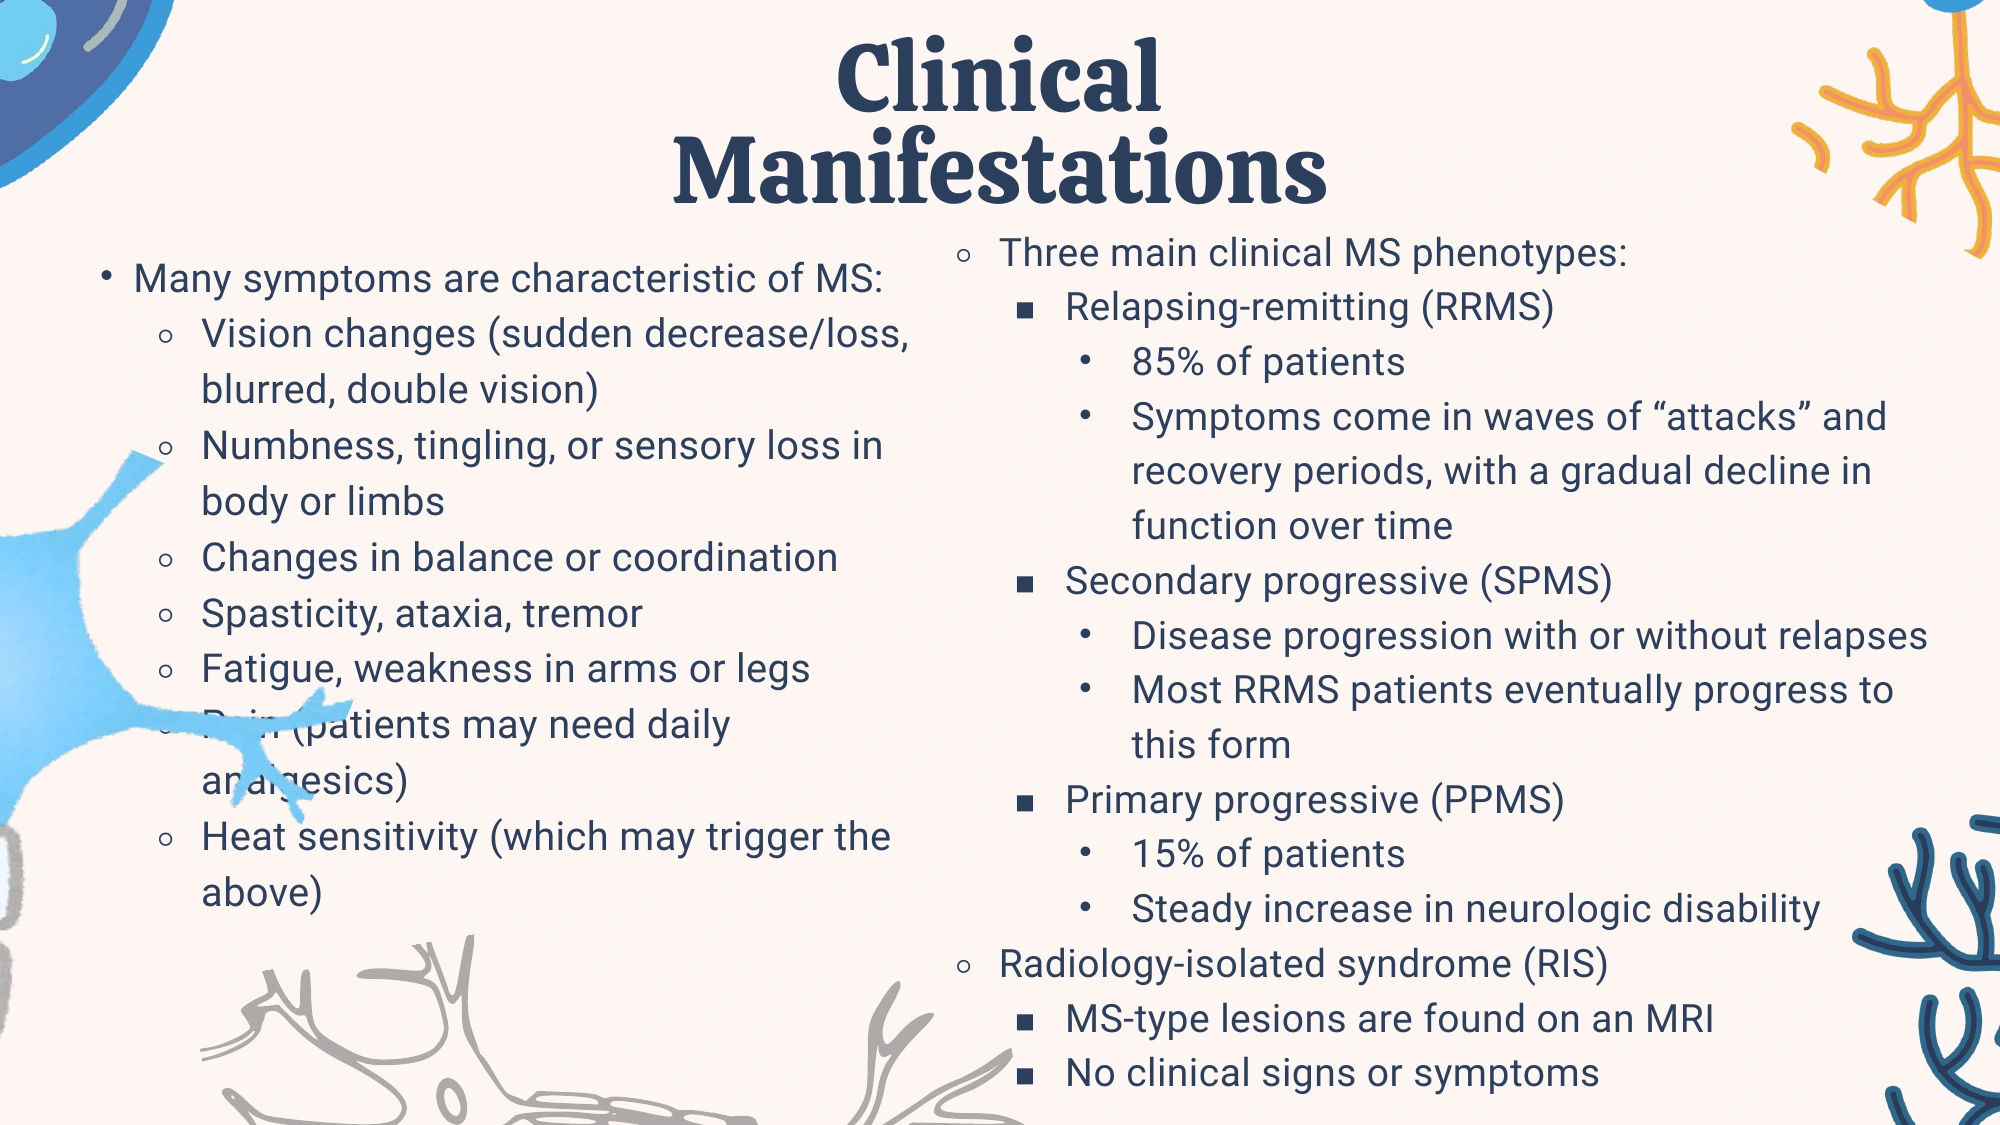 Clinical
Manifestations
• Many symptoms are characteristic of MS:
○ Vision changes (sudden decrease/loss,
blurred, double vision)
○ Numbness, tingling, or sensory loss in
body or limbs
○ Changes in balance or coordination
○ Spasticity, ataxia, tremor
○ Fatigue, weakness in arms or legs
○ Pain (patients may need daily
analgesics)
○ Heat sensitivity (which may trigger the
above)
○ Three main clinical MS phenotypes:
■ Relapsing-remitting (RRMS)
• 85% of patients
• Symptoms come in waves of “attacks” and
recovery periods, with a gradual decline in
function over time
■ Secondary progressive (SPMS)
• Disease progression with or without relapses
• Most RRMS patients eventually progress to
this form
■ Primary progressive (PPMS)
• 15% of patients
• Steady increase in neurologic disability
○ Radiology-isolated syndrome (RIS)
■ MS-type lesions are found on an MRI
■ No clinical signs or symptoms